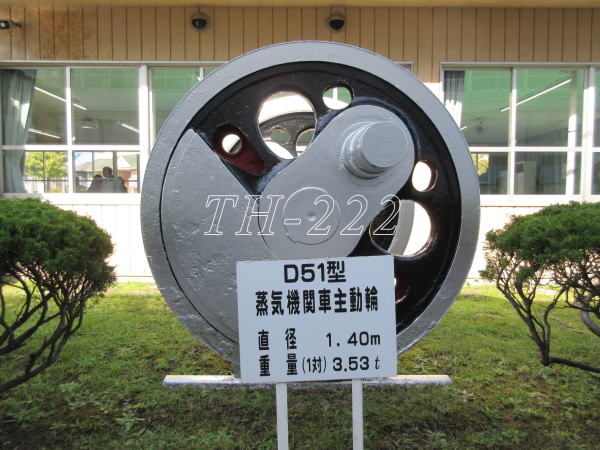 TH-222
D51型
蒸気機関車主動輪
直径 1.40m
重量(1対) 3.53t